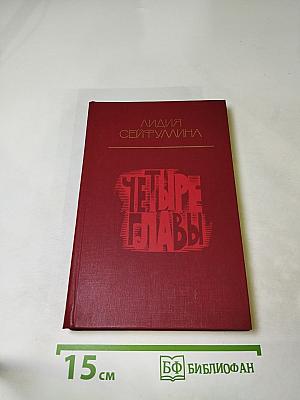 ЛИДИЯ
СЕЙФУЛЛИНА
ЧЕТЫРЕ
ГЛАВЫ
15 см
БФ БИБЛИОФАН